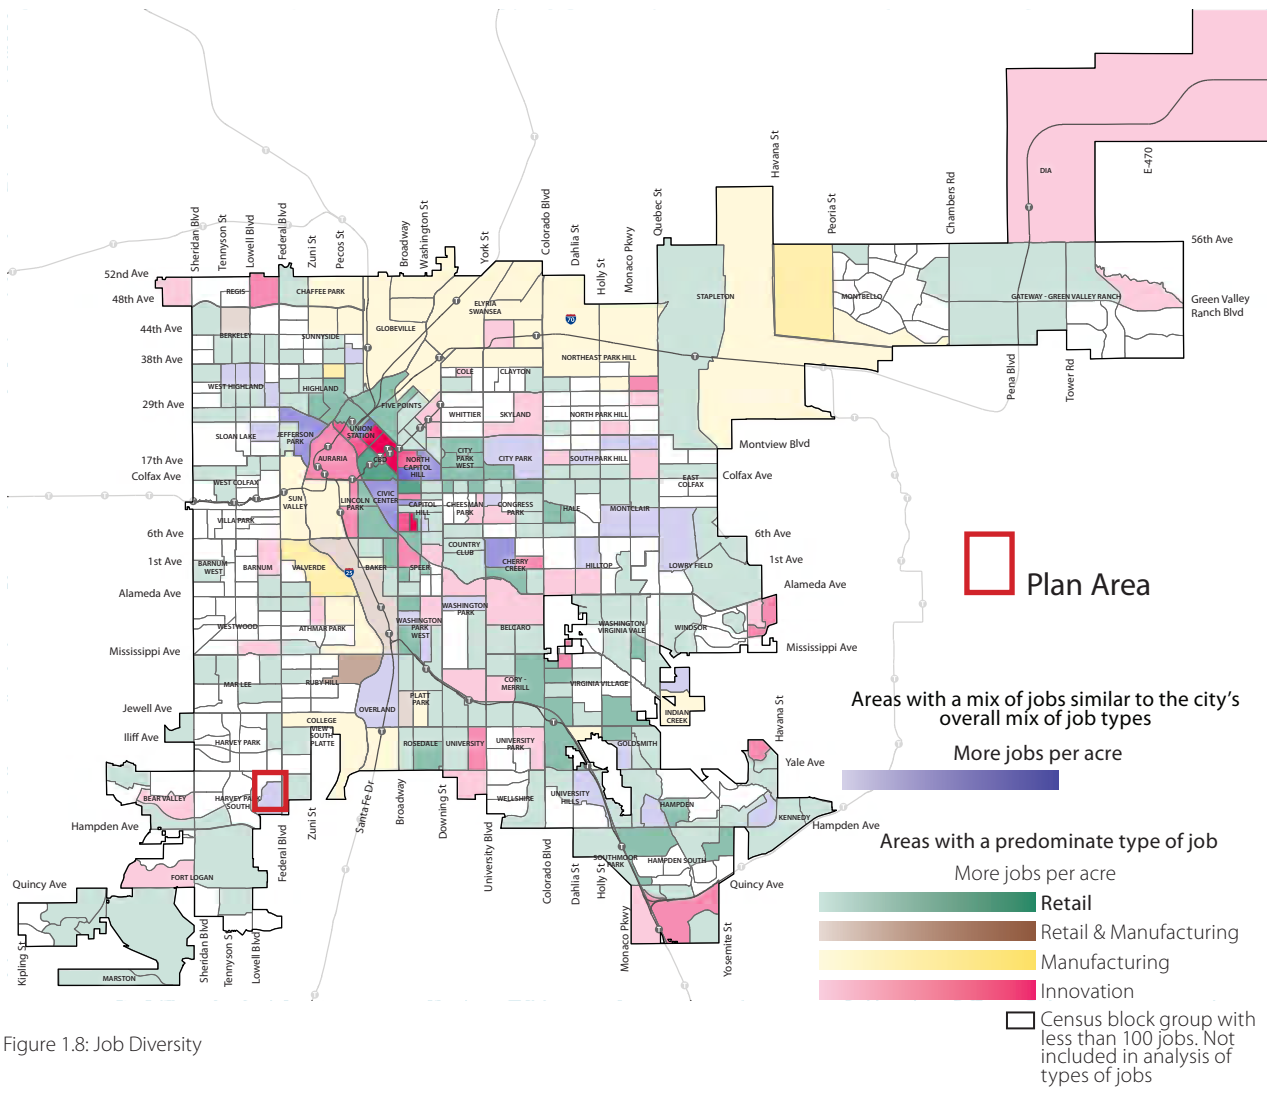 Havana St
E-470
DIA
Chambers Rd
Peoria St
Quebec St
Colorado Blvd
Dahlia St
Monaco Pkwy
Holly St
York St
Washington St
Broadway
Pecos St
Zuni St
Federal Blvd
Lowell Blvd
Tennyson St
Sheridan Blvd
56th Ave
52nd Ave
48th Ave
44th Ave
38th Ave
29th Ave
17th Ave
Colfax Ave
6th Ave
1st Ave
Alameda Ave
Mississippi Ave
Jewell Ave
Iliff Ave
Hampden Ave
Quincy Ave
Green Valley
Ranch Blvd
Pena Blvd
Tower Rd
Montview Blvd
Colfax Ave
6th Ave
1st Ave
Alameda Ave
Mississippi Ave
Havana St
Yale Ave
Hampden Ave
Quincy Ave
REGIS
CHAFFEE PARK
BERKELEY
SUNNYSIDE
GLOBEVILLE
ELYRIA
SWANSEA
70
STAPLETON
MONTBELLO
GATEWAY - GREEN VALLEY RANCH
NORTHEAST PARK HILL
COLE
CLAYTON
WEST HIGHLAND
HIGHLAND
FIVE POINTS
WHITTIER
SKYLAND
NORTH PARK HILL
SLOAN LAKE
JEFFERSON
PARK
UNION
STATION
AURARIA
CBD
NORTH
CAPITOL
HILL
CITY
PARK
WEST
CITY PARK
SOUTH PARK HILL
EAST
COLFAX
WEST COLFAX
SUN
VALLEY
LINCOLN
PARK
CIVIC
CENTER
CAPITOL
HILL
CHEESMAN
PARK
CONGRESS
PARK
HALE
MONTCLAIR
VILLA PARK
BARNUM
WEST
BARNUM
VALVERDE
25
BAKER
SPEER
COUNTRY
CLUB
CHERRY
CREEK
HILLTOP
LOWRY FIELD
WESTWOOD
ATHMAR PARK
WASHINGTON
PARK
WEST
WASHINGTON
PARK
BELCARO
WASHINGTON
VIRGINIA VALE
WINDSOR
MAR LEE
RUBY HILL
OVERLAND
PLATT
PARK
CORY -
MERRILL
VIRGINIA VILLAGE
INDIAN
CREEK
COLLEGE
VIEW
SOUTH
PLATTE
HARVEY PARK
ROSEDALE
UNIVERSITY
UNIVERSITY
PARK
GOLDSMITH
BEAR VALLEY
HARVEY PARK
SOUTH
WELLSHIRE
UNIVERSITY
HILLS
HAMPDEN
KENNEDY
SOUTHMOOR
PARK
HAMPDEN SOUTH
FORT LOGAN
MARSTON
Kipling St
Sheridan Blvd
Tennyson St
Lowell Blvd
Federal Blvd
Zuni St
Santa Fe Dr
Broadway
Downing St
University Blvd
Colorado Blvd
Dahlia St
Holly St
Monaco Pkwy
Yosemite St
Plan Area
Areas with a mix of jobs similar to the city's
overall mix of job types
More jobs per acre
Areas with a predominate type of job
More jobs per acre
Retail
Retail & Manufacturing
Manufacturing
Innovation
Census block group with
less than 100 jobs. Not
included in analysis of
types of jobs
Figure 1.8: Job Diversity